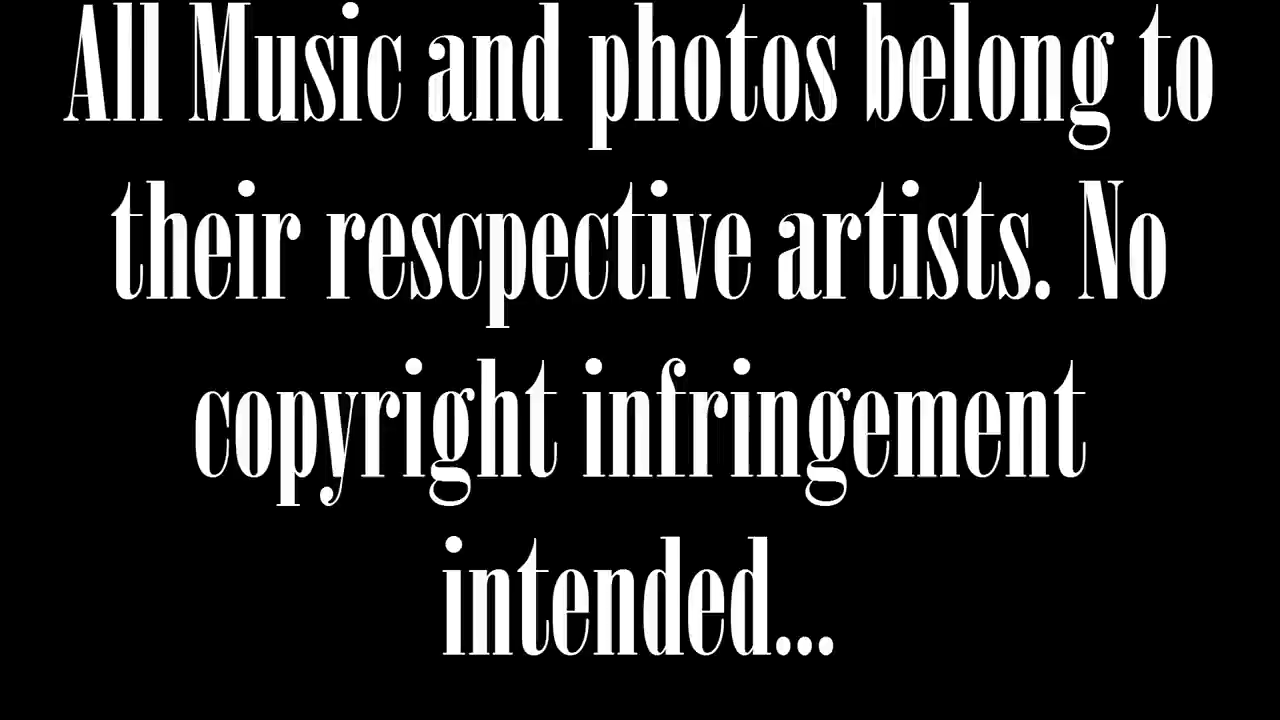 All Music and photos belong to
their rescpective artists. No
copyright infringement
intended...